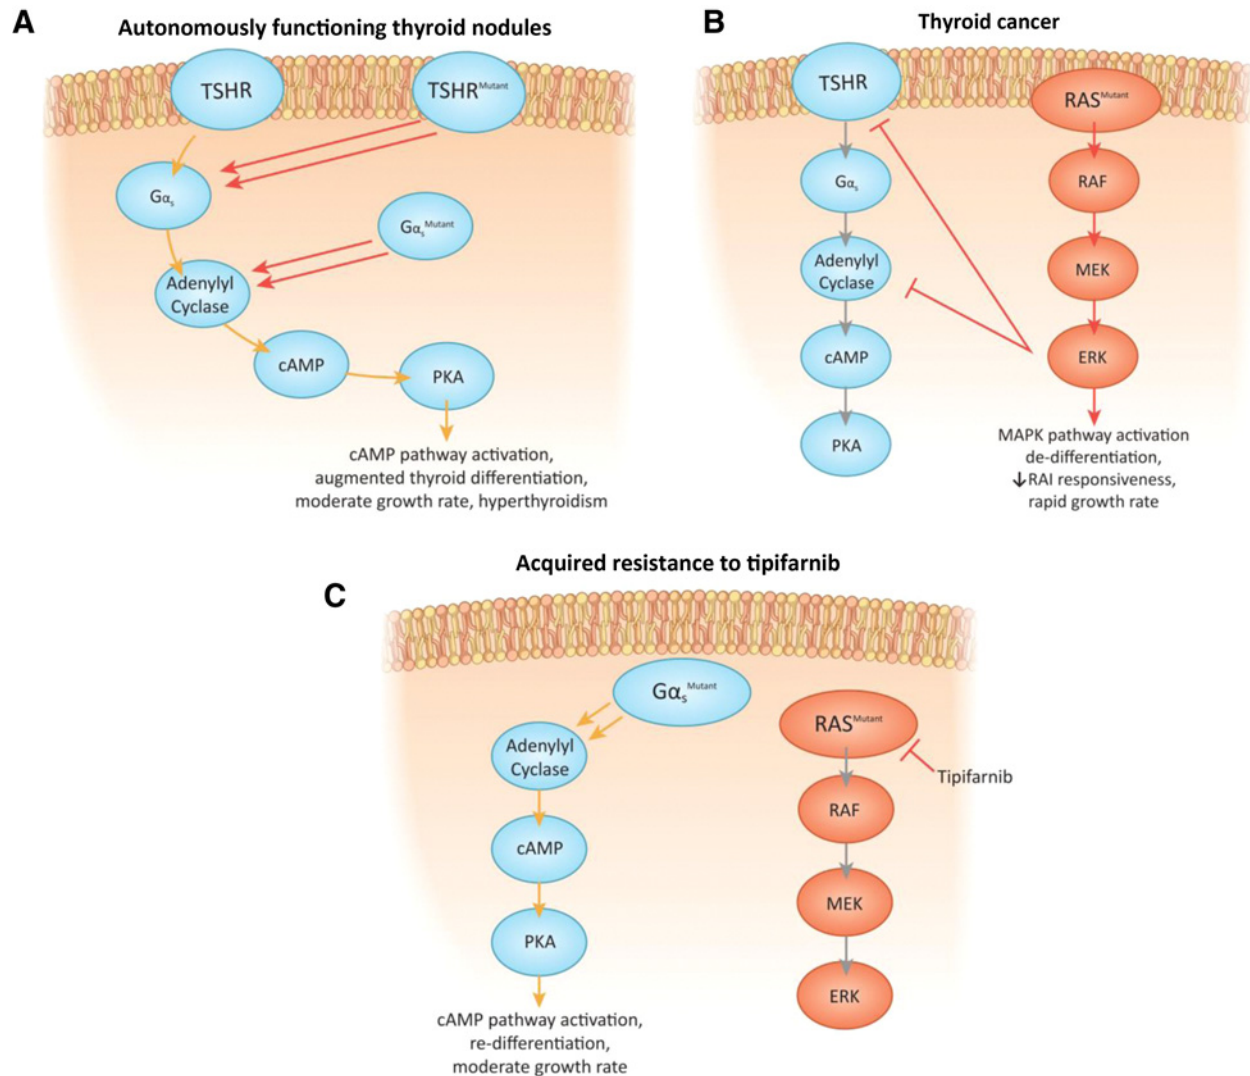 A
Autonomously functioning thyroid nodules
TSHR
TSHRMutant
Gαs
GαsMutant
Adenylyl
Cyclase
cAMP
PKA
cAMP pathway activation,
augmented thyroid differentiation,
moderate growth rate, hyperthyroidism
B
Thyroid cancer
TSHR
Gαs
Adenylyl
Cyclase
cAMP
PKA
RASMutant
RAF
MEK
ERK
MAPK pathway activation
de-differentiation,
↓RAI responsiveness,
rapid growth rate
C
Acquired resistance to tipifarnib
GαsMutant
Adenylyl
Cyclase
cAMP
PKA
cAMP pathway activation,
re-differentiation,
moderate growth rate
RASMutant
Tipifarnib
RAF
MEK
ERK